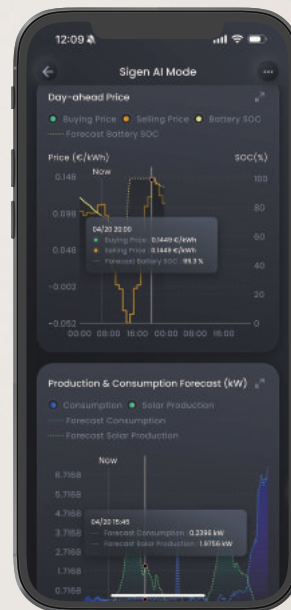 12:09
Sigen AI Mode
Day-ahead Price
Buying Price Selling Price Battery SOC
Forecast Battery SOC
Price (€/kWh) SOC(%)
Now
0.148 100
0.098 80
60
0.048
40
-0.002
20
-0.052 0
00:00 08:00 16:00 00:00 08:00 16:00
04/20 20:00
Buying Price : 0.1449 €/kWh
Selling Price : 0.1449 €/kWh
Forecast Battery SOC : 99.3 %
Production & Consumption Forecast (kW)
Consumption Solar Production
Forecast Consumption
Forecast Solar Production
Now
6.7168
5.7168
4.7168
3.7168
2.7168
1.7168
0.7168
04/20 15:45
Forecast Consumption : 0.2396 kW
Forecast Solar Production : 1.9756 kW